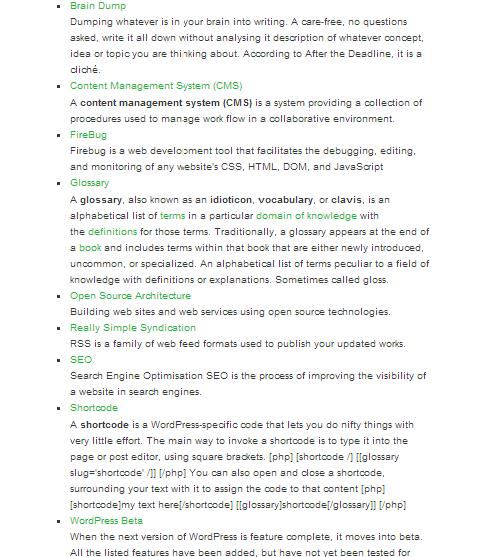 Brain Dump
Dumping whatever is in your brain into writing. A care-free, no questions
asked, write it all down without analysing it description of whatever concept,
idea or topic you are thinking about. According to After the Deadline, it is a
cliché.
Content Management System (CMS)
A content management system (CMS) is a system providing a collection of
procedures used to manage work flow in a collaborative environment.
FireBug
Firebug is a web development tool that facilitates the debugging, editing,
and monitoring of any website's CSS, HTML, DOM, and JavaScript
Glossary
A glossary, also known as an idioticon, vocabulary, or clavis, is an
alphabetical list of terms in a particular domain of knowledge with
the definitions for those terms. Traditionally, a glossary appears at the end of
a book and includes terms within that book that are either newly introduced,
uncommon, or specialized. An alphabetical list of terms peculiar to a field of
knowledge with definitions or explanations. Sometimes called gloss.
Open Source Architecture
Building web sites and web services using open source technologies.
Really Simple Syndication
RSS is a family of web feed formats used to publish your updated works.
SEO
Search Engine Optimisation SEO is the process of improving the visibility of
a website in search engines.
Shortcode
A shortcode is a WordPress-specific code that lets you do nifty things with
very little effort. The main way to invoke a shortcode is to type it into the
page or post editor, using square brackets. [php] [shortcode /] [[glossary
slug='shortcode' /]] [/php] You can also open and close a shortcode,
surrounding your text with it to assign the code to that content [php]
[shortcode]my text here[/shortcode] [[glossary]shortcode[/glossary]] [/php]
WordPress Beta
When the next version of WordPress is feature complete, it moves into beta.
All the listed features have been added, but have not yet been tested for